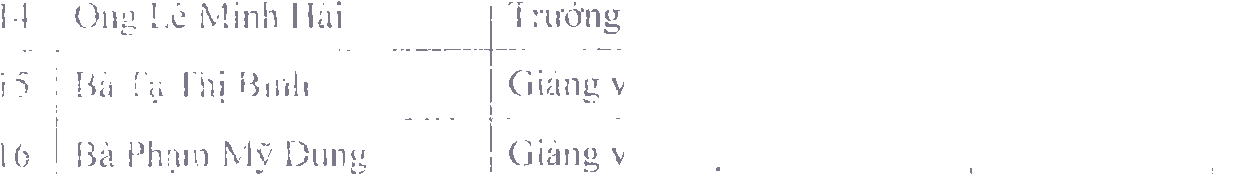 14 Ông Lê Minh Hải Trưởng
15 Bà Tạ Thị Bình Giảng v
16 Bà Phạm Mỹ Dung Giảng v